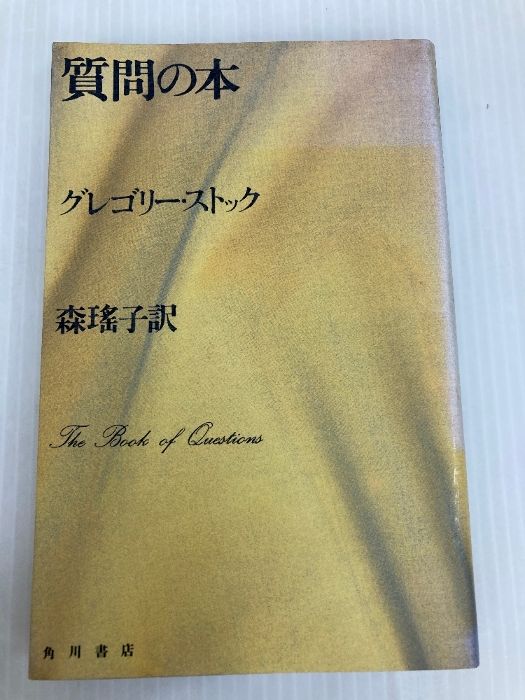 質問の本
グレゴリー・ストック
森瑤子訳
The Book of Questions
角川書店